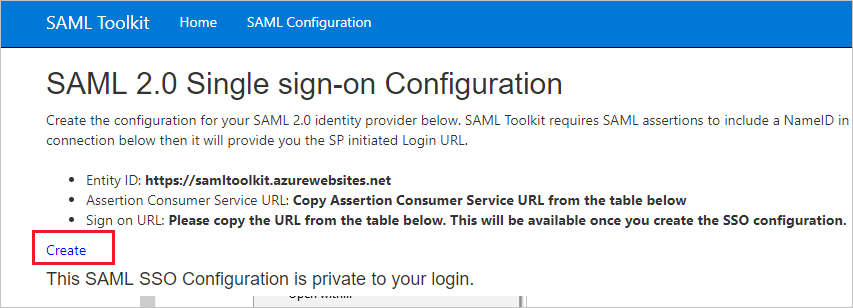 SAML Toolkit Home SAML Configuration
SAML 2.0 Single sign-on Configuration
Create the configuration for your SAML 2.0 identity provider below. SAML Toolkit requires SAML assertions to include a NameID in
connection below then it will provide you the SP initiated Login URL.
Entity ID: https://samltoolkit.azurewebsites.net
Assertion Consumer Service URL: Copy Assertion Consumer Service URL from the table below
Sign on URL: Please copy the URL from the table below. This will be available once you create the SSO configuration.
Create
This SAML SSO Configuration is private to your login.
Open with...